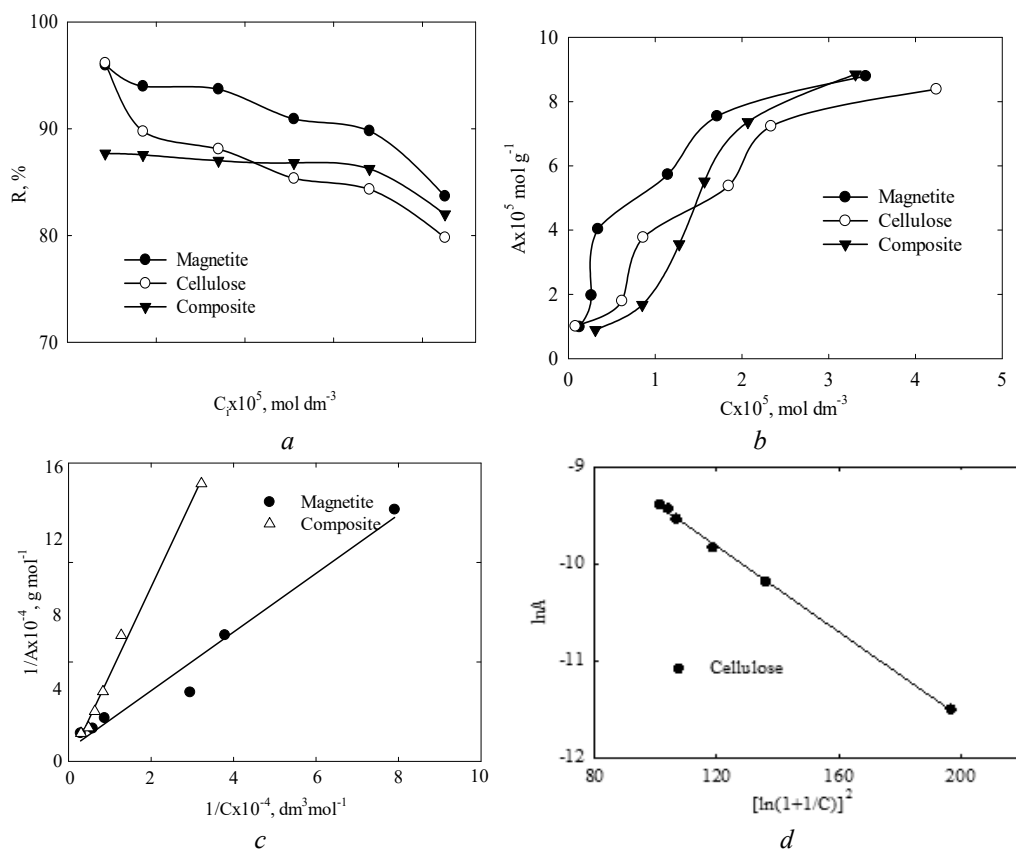 100
90
80
70
R, %
Magnetite
Cellulose
Composite
C_i x10^5, mol dm^-3
a
10
8
6
4
2
0
Ax10^5 mol g^-1
Magnetite
Cellulose
Composite
0 1 2 3 4 5
Cx10^5, mol dm^-3
b
16
12
8
4
0
1/Ax10^-4, g mol^-1
Magnetite
Composite
0 2 4 6 8 10
1/Cx10^-4, dm^3mol^-1
c
-9
-10
-11
-12
lnA
Cellulose
80 120 160 200
[ln(1+1/C)]^2
d